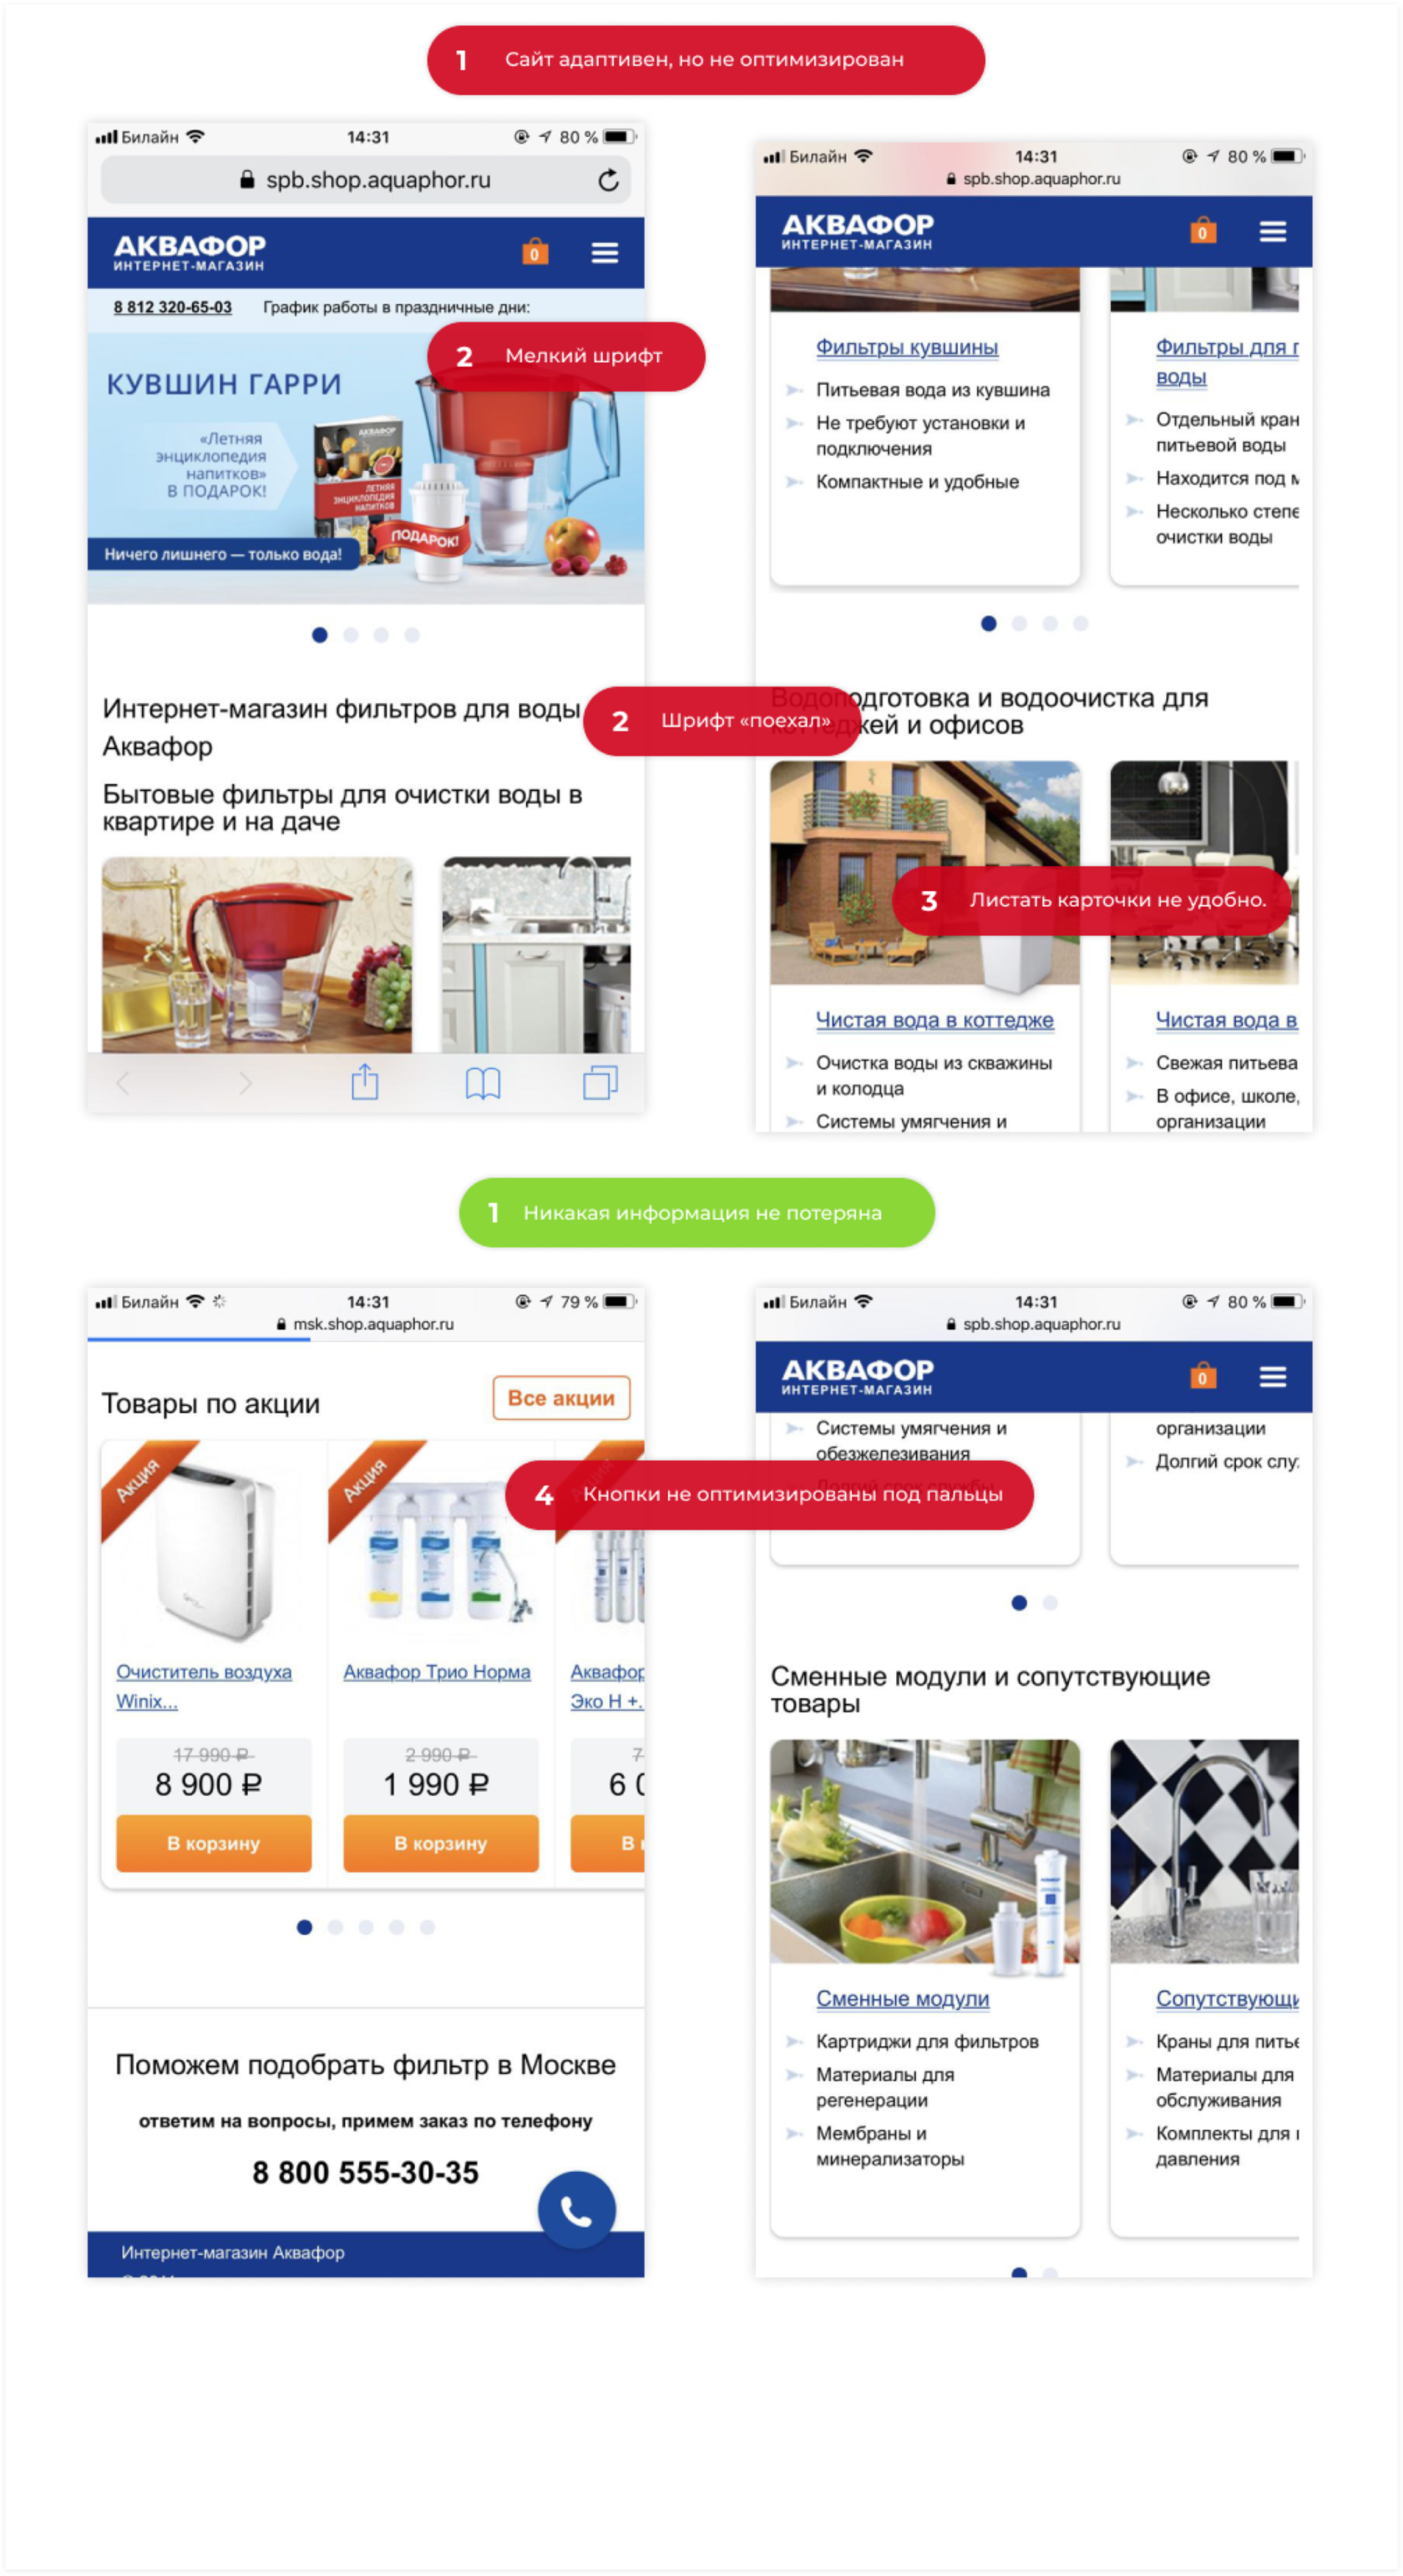 1 Сайт адаптивен, но не оптимизирован
Билайн 14:31 80 %
spb.shop.aquaphor.ru
АКВАФОР
ИНТЕРНЕТ-МАГАЗИН
0
8 812 320-65-03 График работы в праздничные дни:
2 Мелкий шрифт
КУВШИН ГАРРИ
«Летняя
энциклопедия
напитков»
В ПОДАРОК!
АКВАФОР
ЛЕТНЯЯ
ЭНЦИКЛОПЕДИЯ
НАПИТКОВ
ПОДАРОК!
Ничего лишнего — только вода!
Интернет-магазин фильтров для воды
Аквафор
Бытовые фильтры для очистки воды в
квартире и на даче
Билайн 14:31 80 %
spb.shop.aquaphor.ru
АКВАФОР
ИНТЕРНЕТ-МАГАЗИН
0
Фильтры кувшины
Питьевая вода из кувшина
Не требуют установки и
подключения
Компактные и удобные
Фильтры для п
воды
Отдельный кран
питьевой воды
Находится под м
Несколько степе
очистки воды
2 Шрифт «поехал»
Водоподготовка и водоочистка для
коттеджей и офисов
3 Листать карточки не удобно.
Чистая вода в коттедже
Очистка воды из скважины
и колодца
Системы умягчения и
Чистая вода в
Свежая питьева
В офисе, школе,
организации
1 Никакая информация не потеряна
Билайн 14:31 79 %
msk.shop.aquaphor.ru
Товары по акции
Все акции
Акция
Акция
Акция
Очиститель воздуха
Winix...
17 990 ₽
8 900 ₽
В корзину
Аквафор Трио Норма
2 990 ₽
1 990 ₽
В корзину
Аквафор
Эко Н +.
7
6 0
В
Поможем подобрать фильтр в Москве
ответим на вопросы, примем заказ по телефону
8 800 555-30-35
Интернет-магазин Аквафор
Билайн 14:31 80 %
spb.shop.aquaphor.ru
АКВАФОР
ИНТЕРНЕТ-МАГАЗИН
0
Системы умягчения и
обезжелезивания
Долгий срок службы
организации
Долгий срок слу
4 Кнопки не оптимизированы под пальцы
Сменные модули и сопутствующие
товары
Сменные модули
Картриджи для фильтров
Материалы для
регенерации
Мембраны и
минерализаторы
Сопутствующи
Краны для питье
Материалы для
обслуживания
Комплекты для
давления